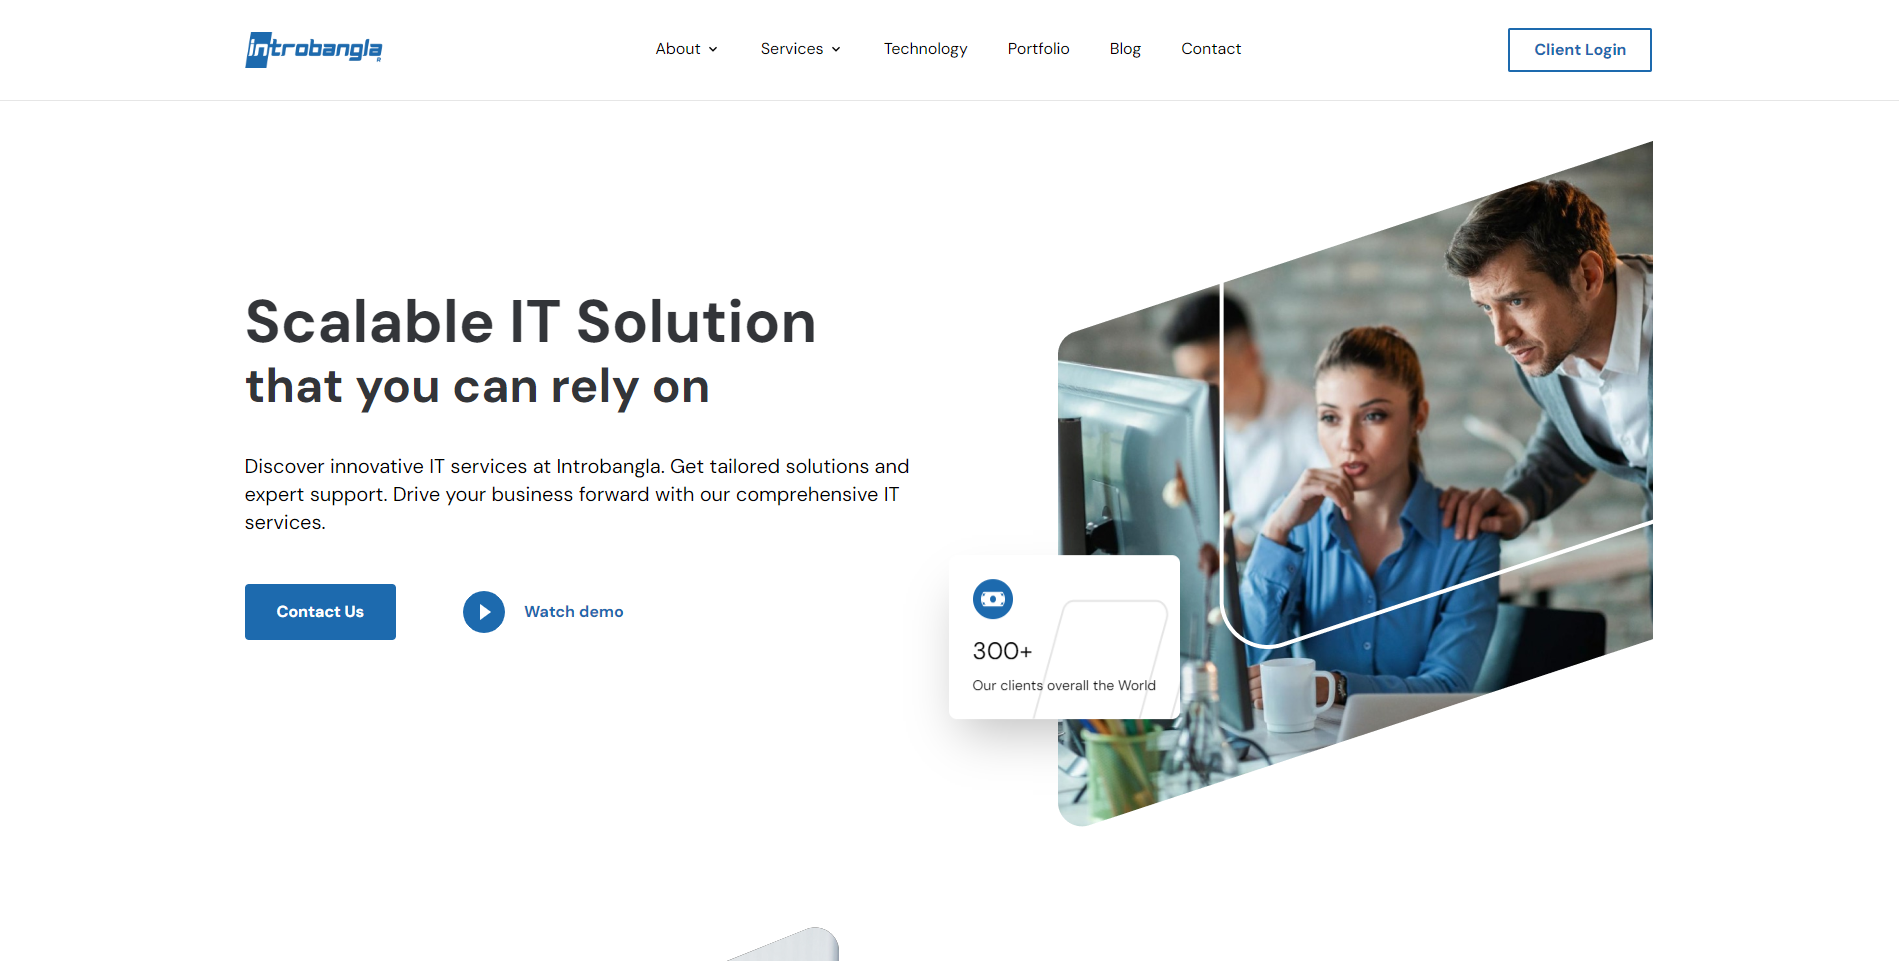 introbangla
About
Services
Technology
Portfolio
Blog
Contact
Client Login
Scalable IT Solution
that you can rely on
Discover innovative IT services at Introbangla. Get tailored solutions and
expert support. Drive your business forward with our comprehensive IT
services.
Contact Us
Watch demo
300+
Our clients overall the World